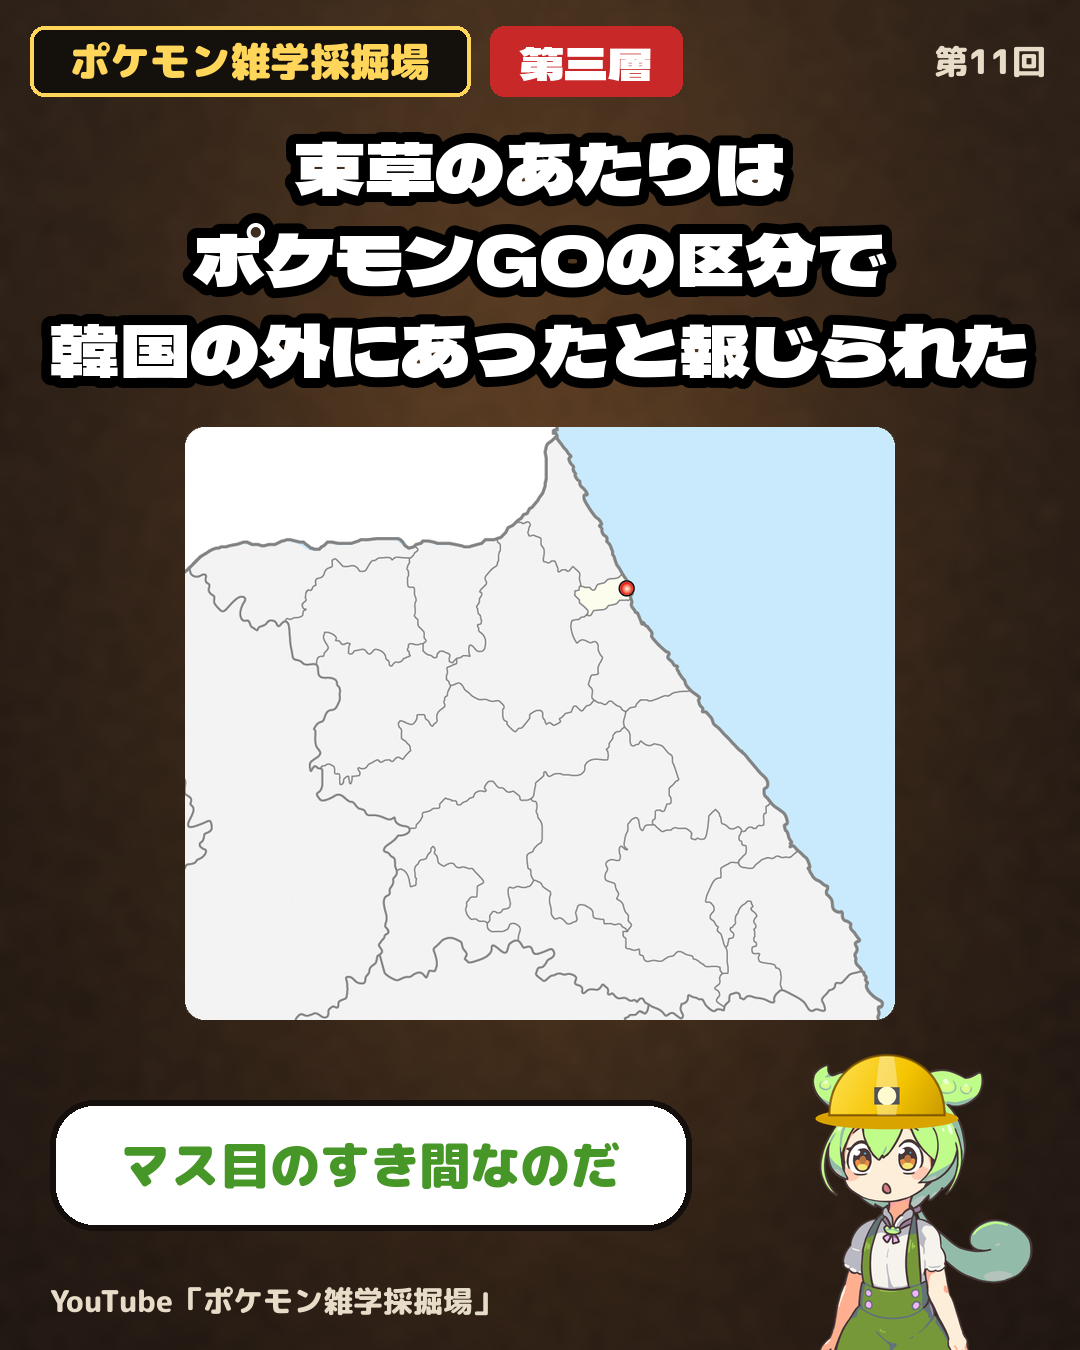 ポケモン雑学採掘場
第三層
第11回
束草のあたりは
ポケモンGOの区分で
韓国の外にあったと報じられた
マス目のすき間なのだ
YouTube「ポケモン雑学採掘場」